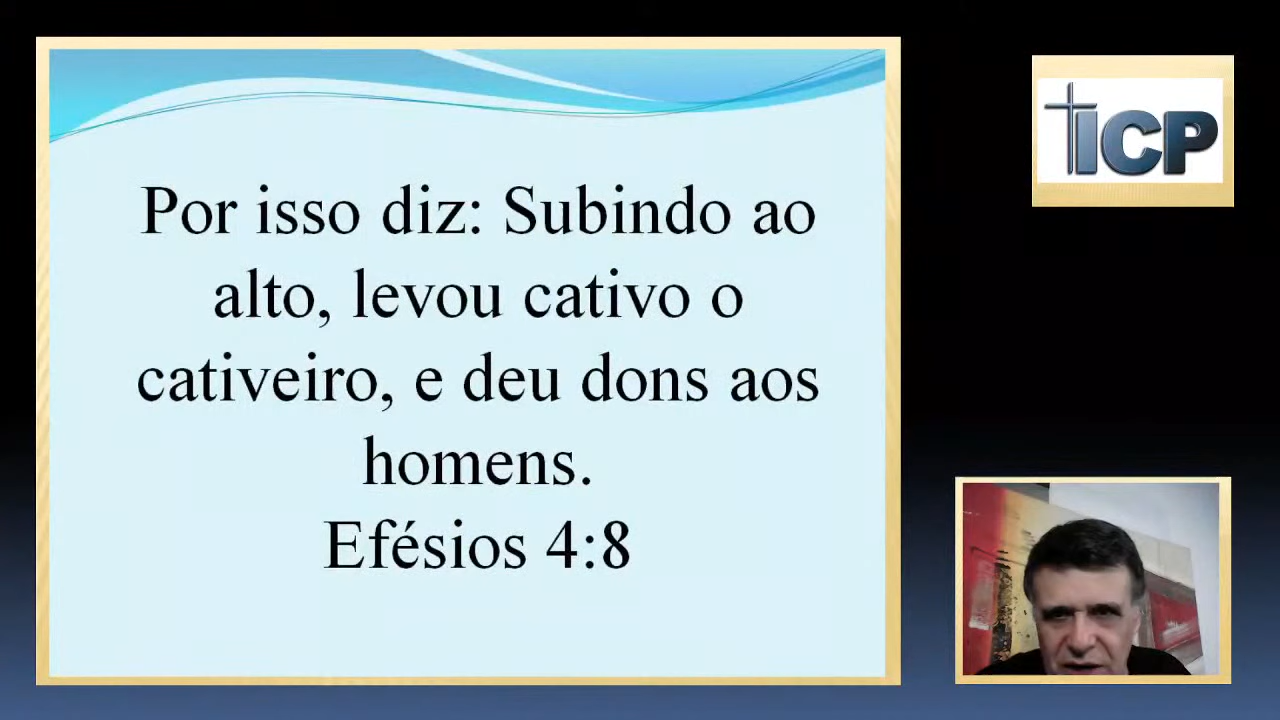 Por isso diz: Subindo ao
alto, levou cativo o
cativeiro, e deu dons aos
homens.
Efésios 4:8
ICP